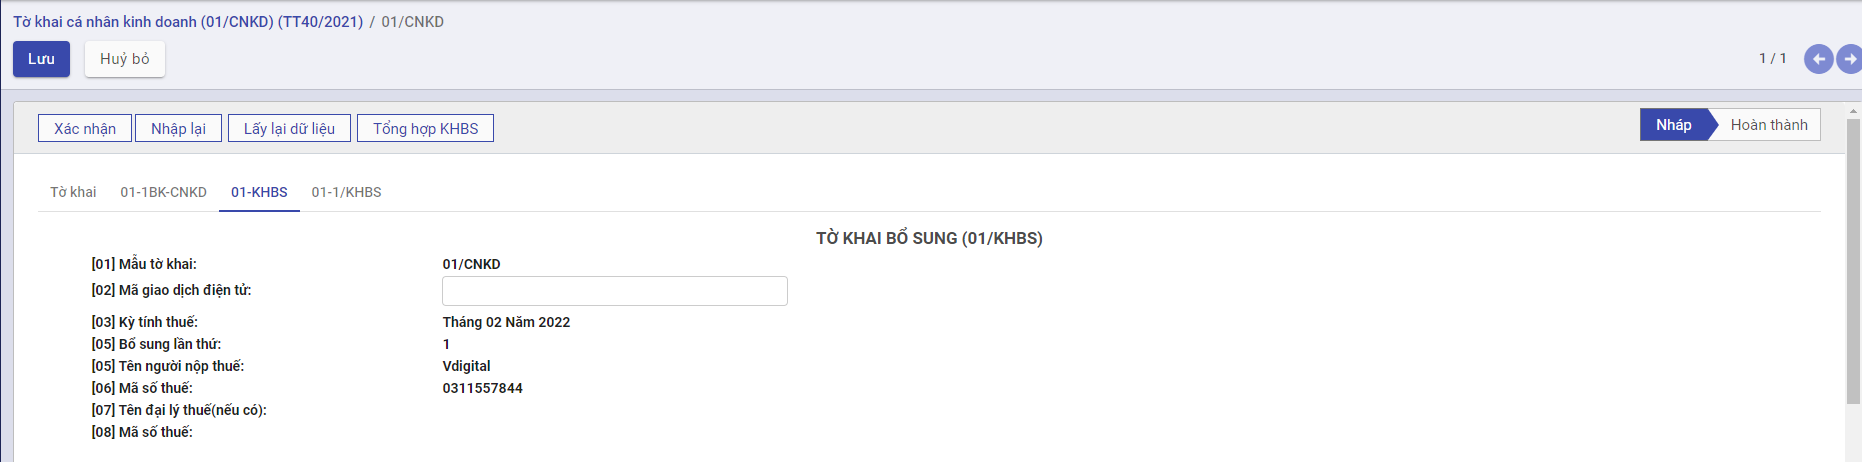 Tờ khai cá nhân kinh doanh (01/CNKD) (TT40/2021) / 01/CNKD
Lưu Huỷ bỏ 1 / 1
Xác nhận Nhập lại Lấy lại dữ liệu Tổng hợp KHBS Nháp Hoàn thành
Tờ khai 01-1BK-CNKD 01-KHBS 01-1/KHBS
TỜ KHAI BỔ SUNG (01/KHBS)
[01] Mẫu tờ khai: 01/CNKD
[02] Mã giao dịch điện tử:
[03] Kỳ tính thuế: Tháng 02 Năm 2022
[05] Bổ sung lần thứ: 1
[05] Tên người nộp thuế: Vdigital
[06] Mã số thuế: 0311557844
[07] Tên đại lý thuế(nếu có):
[08] Mã số thuế: